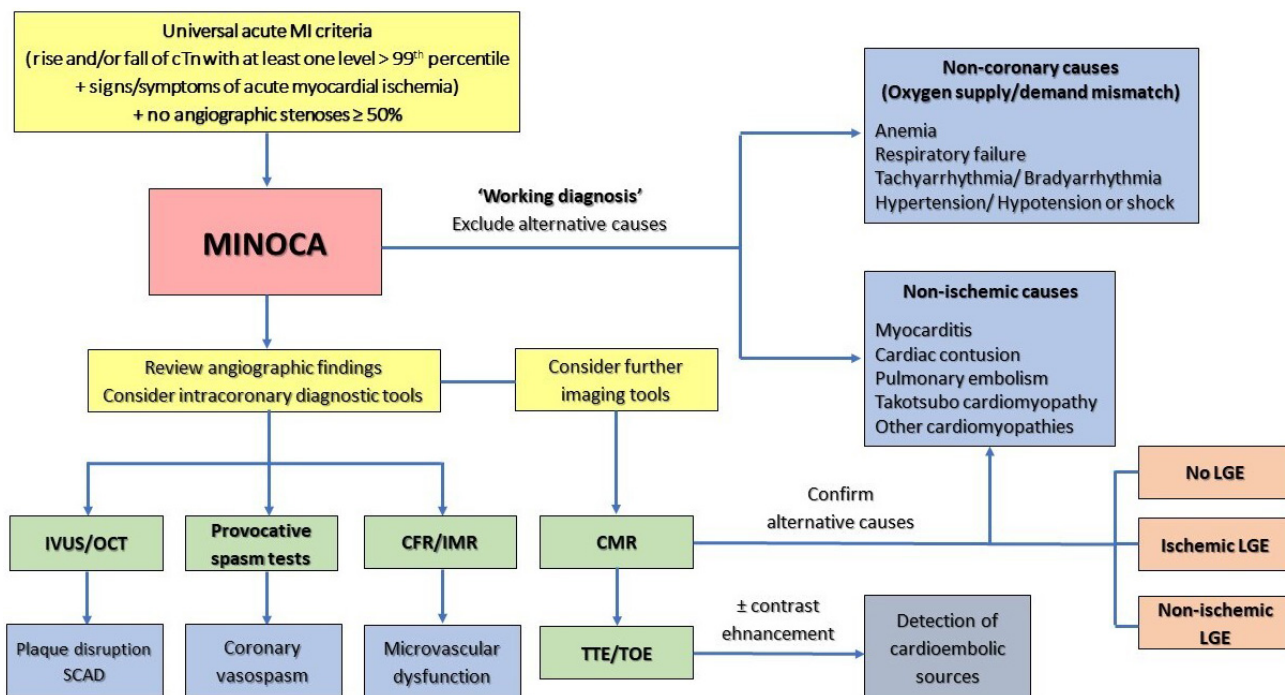 Universal acute MI criteria
(rise and/or fall of cTn with at least one level > 99th percentile
+ signs/symptoms of acute myocardial ischemia)
+ no angiographic stenoses ≥ 50%
MINOCA
'Working diagnosis'
Exclude alternative causes
Non-coronary causes
(Oxygen supply/demand mismatch)
Anemia
Respiratory failure
Tachyarrhythmia/ Bradyarrhythmia
Hypertension/ Hypotension or shock
Non-ischemic causes
Myocarditis
Cardiac contusion
Pulmonary embolism
Takotsubo cardiomyopathy
Other cardiomyopathies
Review angiographic findings
Consider intracoronary diagnostic tools
Consider further
imaging tools
IVUS/OCT
Provocative
spasm tests
CFR/IMR
CMR
Confirm
alternative causes
No LGE
Ischemic LGE
Non-ischemic
LGE
Plaque disruption
SCAD
Coronary
vasospasm
Microvascular
dysfunction
TTE/TOE
± contrast
ehnancement
Detection of
cardioembolic
sources